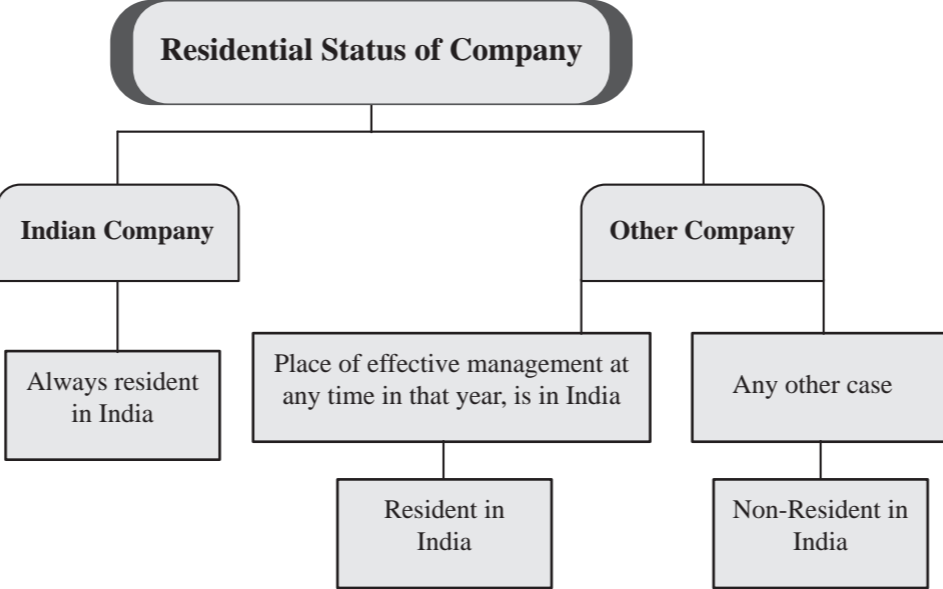 Residential Status of Company
Indian Company
Other Company
Always resident
in India
Place of effective management at
any time in that year, is in India
Any other case
Resident in
India
Non-Resident in
India